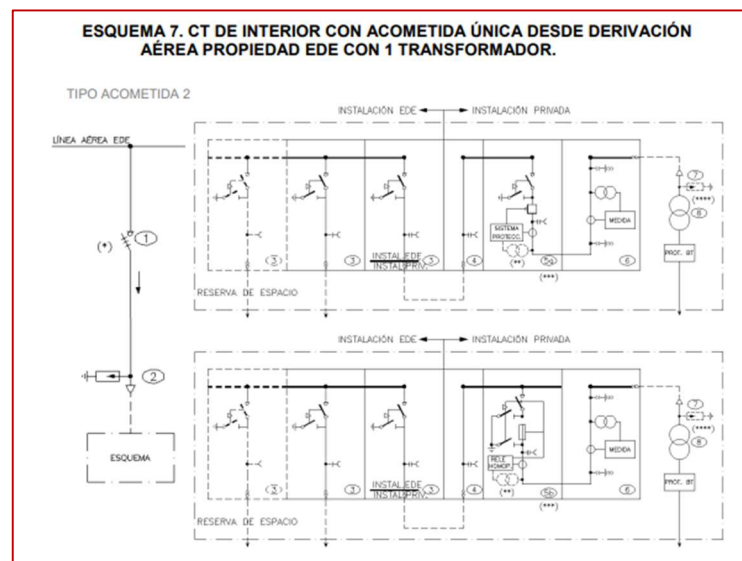 ESQUEMA 7. CT DE INTERIOR CON ACOMETIDA ÚNICA DESDE DERIVACIÓN
AÉREA PROPIEDAD EDE CON 1 TRANSFORMADOR.
TIPO ACOMETIDA 2
LÍNEA AÉREA EDE
(*)
1
2
ESQUEMA
INSTALACIÓN EDE
INSTALACIÓN PRIVADA
SISTEMA
PROTECC.
MEDIDA
7
(****)
8
PROT. BT
INSTAL.EDE
INSTAL.PRIV.
3
3
3
4
(**)
5a
6
(***)
RESERVA DE ESPACIO
INSTALACIÓN EDE
INSTALACIÓN PRIVADA
RELÉ
HOMOP.
MEDIDA
7
(****)
8
PROT. BT
INSTAL.EDE
INSTAL.PRIV.
3
3
3
4
(**)
5b
6
(***)
RESERVA DE ESPACIO